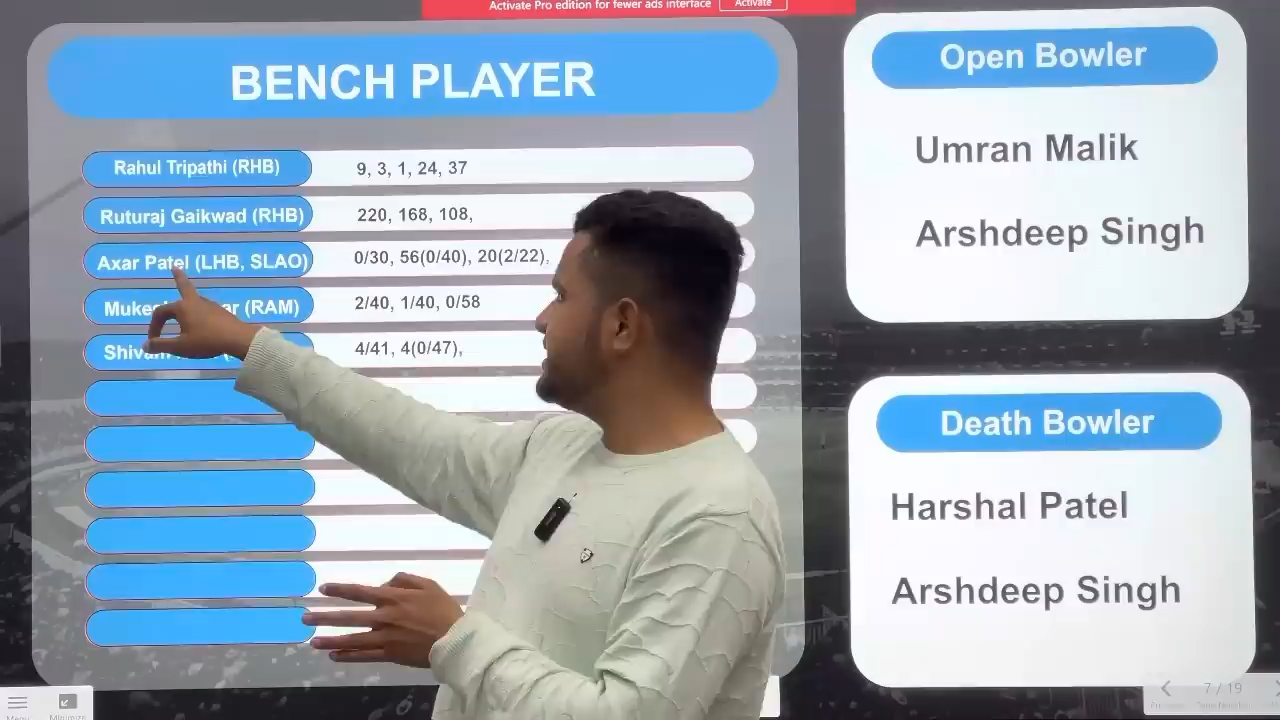 Activate Pro edition for fewer ads interface
Activate
BENCH PLAYER
Rahul Tripathi (RHB) 9, 3, 1, 24, 37
Ruturaj Gaikwad (RHB) 220, 168, 108,
Axar Patel (LHB, SLAO) 0/30, 56(0/40), 20(2/22),
(RAM) 2/40, 1/40, 0/58
4/41, 4(0/47),
Open Bowler
Umran Malik
Arshdeep Singh
Death Bowler
Harshal Patel
Arshdeep Singh
Menu
Minimize
7 / 19